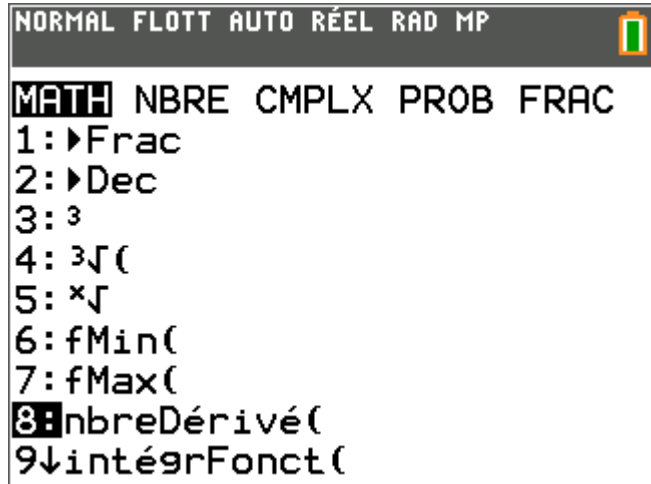 NORMAL FLOTT AUTO RÉEL RAD MP
MATH NBRE CMPLX PROB FRAC
1:▶Frac
2:▶Dec
3:³
4:³√(
5:ˣ√
6:fMin(
7:fMax(
8:nbreDérivé(
9↓intégrFonct(